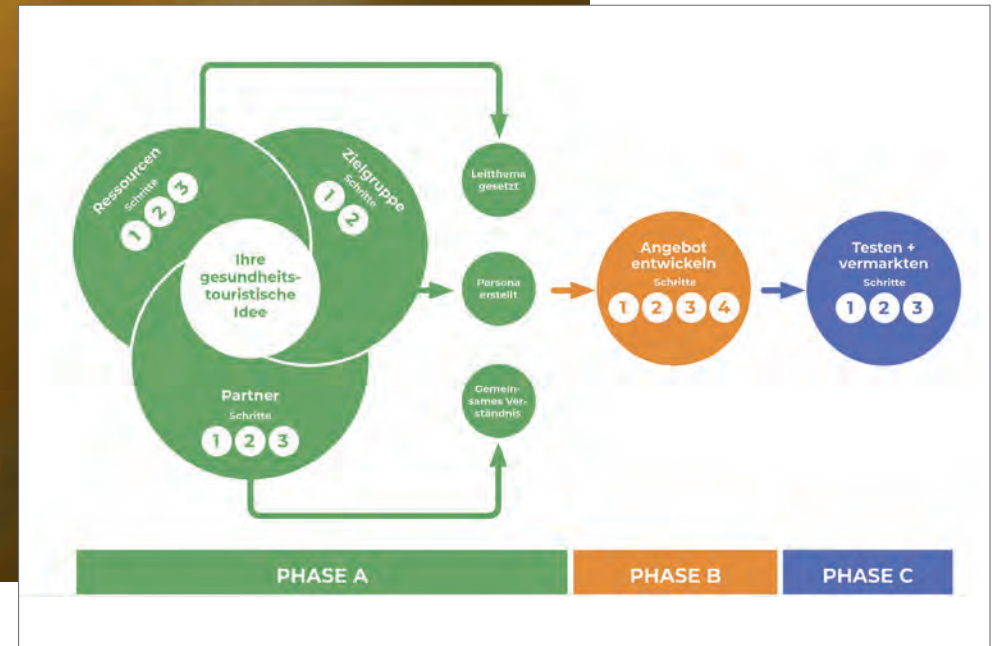 Ressourcen
Schritte
1 2 3
Zielgruppe
Schritte
1 2
Ihre
gesundheits-
touristische
Idee
Partner
Schritte
1 2 3
Leitthema
gesetzt
Persona
erstellt
Gemein-
sames Ver-
ständnis
Angebot
entwickeln
Schritte
1 2 3 4
Testen +
vermarkten
Schritte
1 2 3
PHASE A
PHASE B
PHASE C